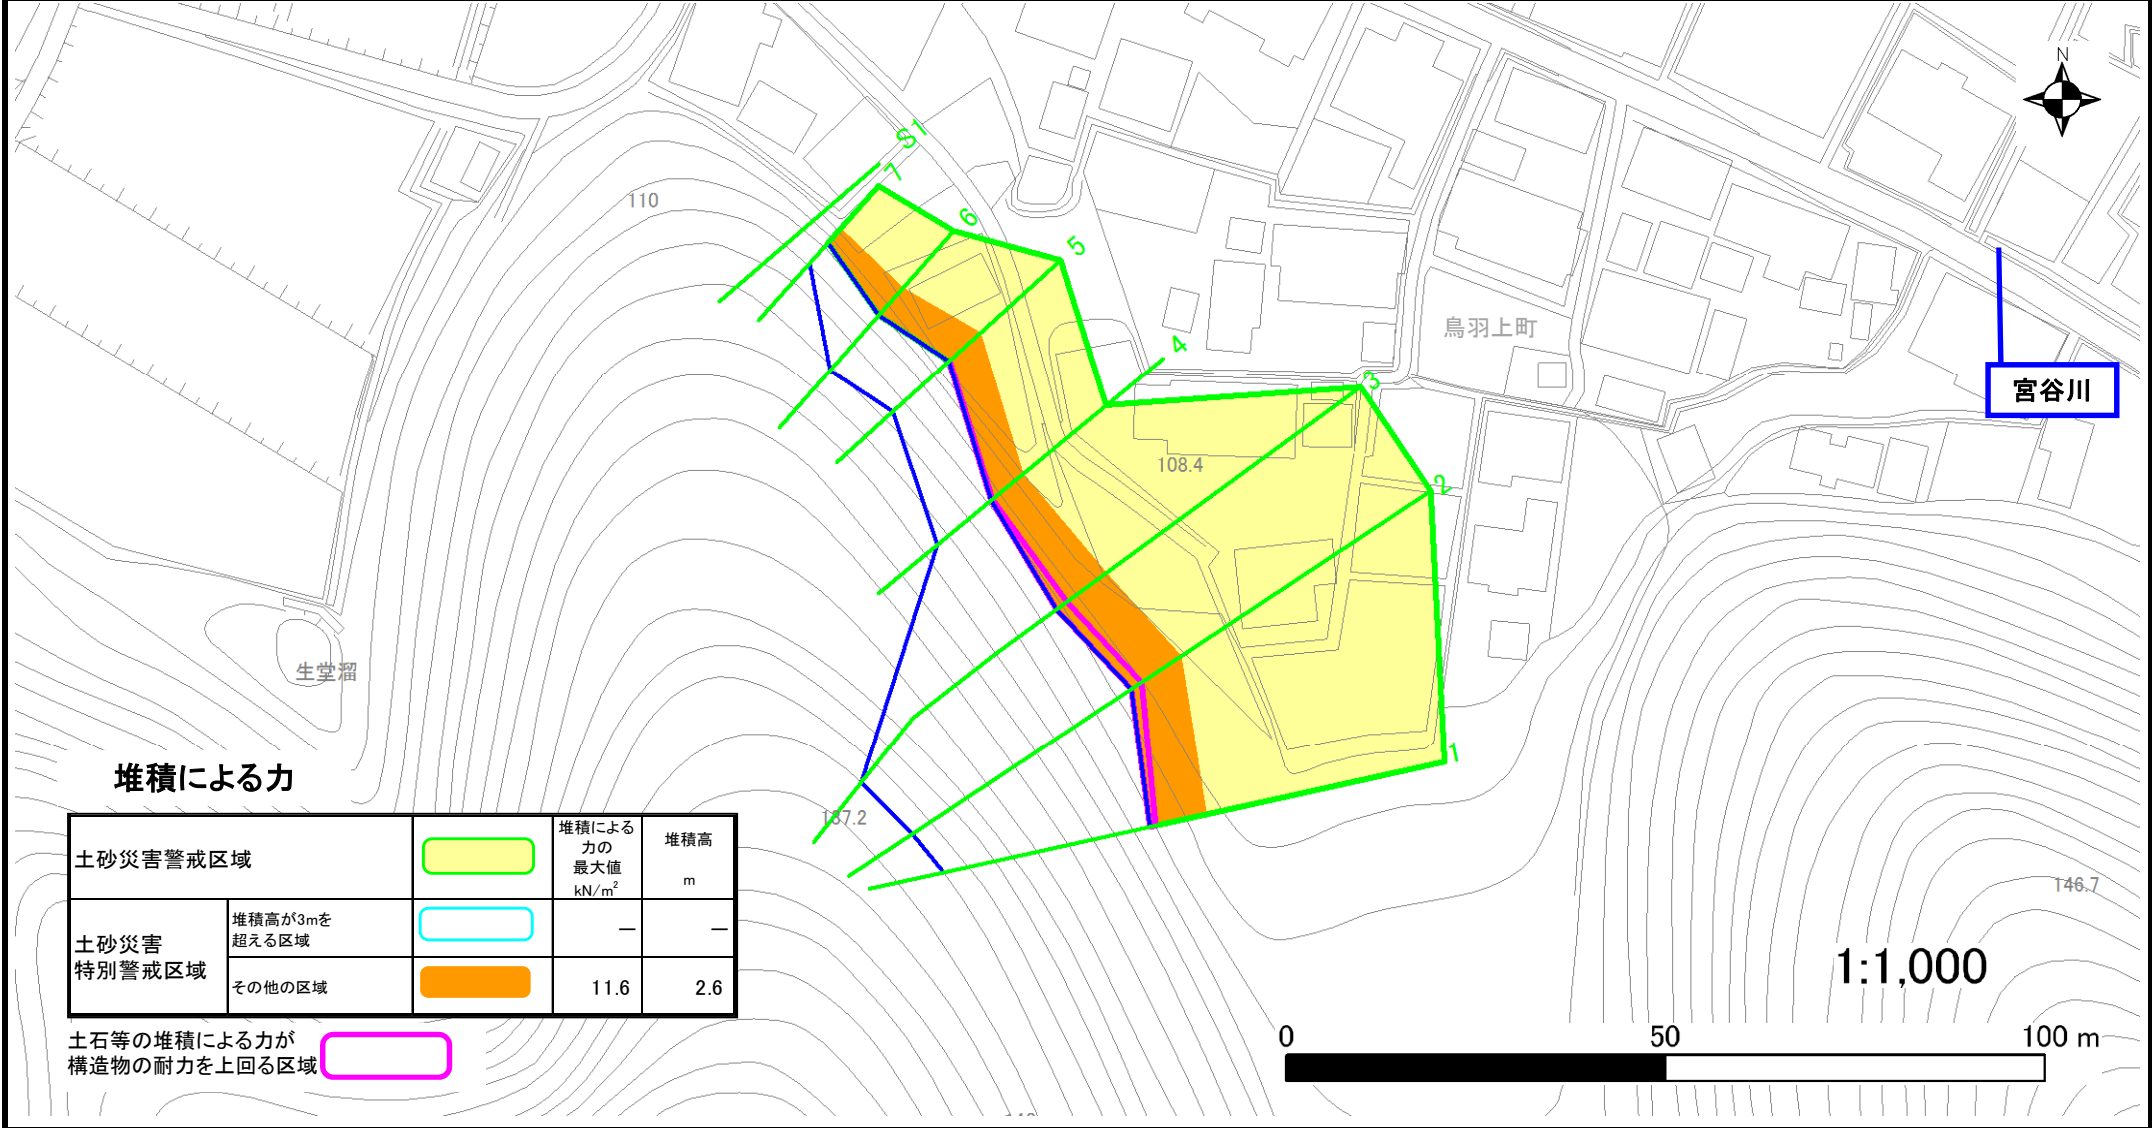 N
S1
7
6
5
4
3
2
1
110
鳥羽上町
宮谷川
108.4
生堂溜
137.2
146.7
堆積による力
土砂災害警戒区域
堆積による
力の
最大値
kN/m²
堆積高
m
土砂災害
特別警戒区域
堆積高が3mを
超える区域
—
—
その他の区域
11.6
2.6
土石等の堆積による力が
構造物の耐力を上回る区域
1:1,000
0
50
100 m